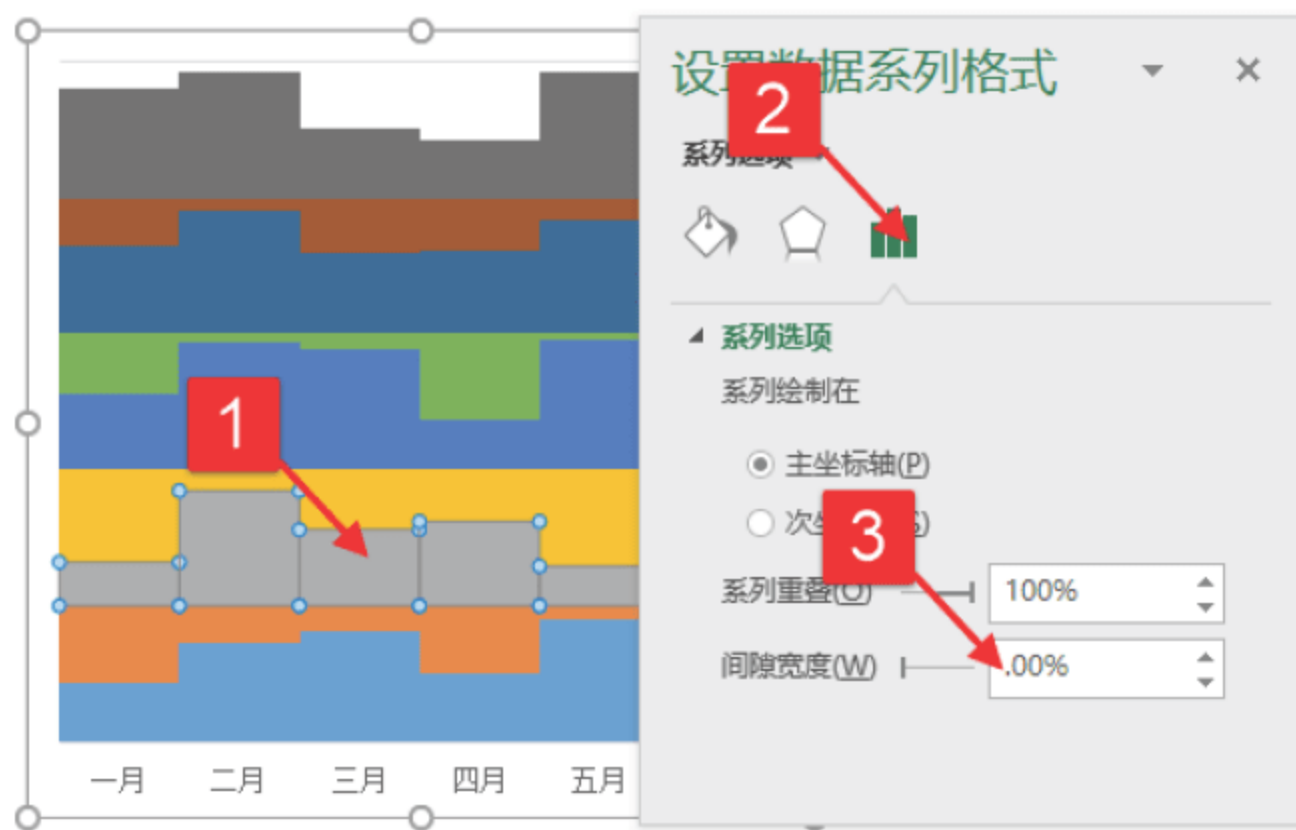 设置数据系列格式
2
系列选项
1
系列选项
系列绘制在
主坐标轴(P)
次坐
S)
3
系列重叠(O)
100%
间隙宽度(W)
.00%
一月
二月
三月
四月
五月